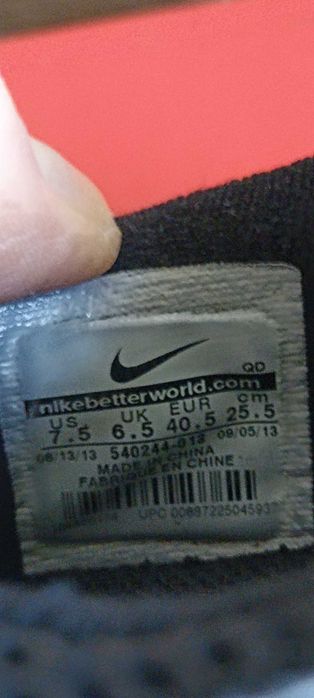 QD
nikebetterworld.com
US UK EUR cm
7.5 6.5 40.5 25.5
06/13/13 540244-013 09/05/13
MADE IN CHINA
FABRIQUE EN CHINE
UPC 00887225045937